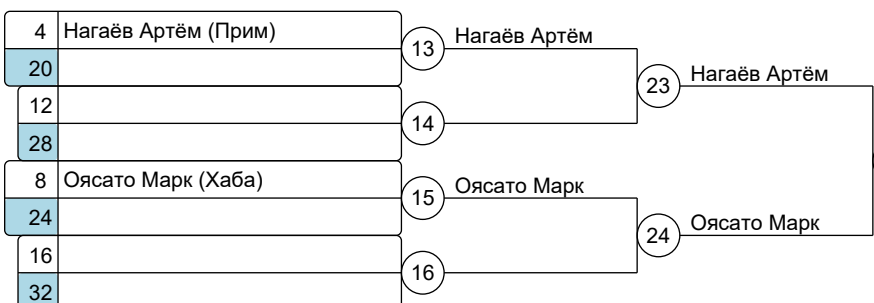 4 Нагаёв Артём (Прим)
20
13 Нагаёв Артём
12
28
14
23 Нагаёв Артём
8 Оясато Марк (Хаба)
24
15 Оясато Марк
16
32
16
24 Оясато Марк